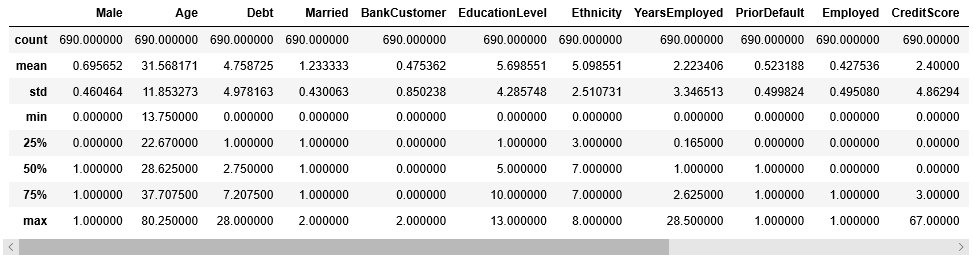 Male Age Debt Married BankCustomer EducationLevel Ethnicity YearsEmployed PriorDefault Employed CreditScore
count 690.000000 690.000000 690.000000 690.000000 690.000000 690.000000 690.000000 690.000000 690.000000 690.000000 690.00000
mean 0.695652 31.568171 4.758725 1.233333 0.475362 5.698551 5.098551 2.223406 0.523188 0.427536 2.40000
std 0.460464 11.853273 4.978163 0.430063 0.850238 4.285748 2.510731 3.346513 0.499824 0.495080 4.86294
min 0.000000 13.750000 0.000000 0.000000 0.000000 0.000000 0.000000 0.000000 0.000000 0.000000 0.00000
25% 0.000000 22.670000 1.000000 1.000000 0.000000 1.000000 3.000000 0.165000 0.000000 0.000000 0.00000
50% 1.000000 28.625000 2.750000 1.000000 0.000000 5.000000 7.000000 1.000000 1.000000 0.000000 0.00000
75% 1.000000 37.707500 7.207500 1.000000 0.000000 10.000000 7.000000 2.625000 1.000000 1.000000 3.00000
max 1.000000 80.250000 28.000000 2.000000 2.000000 13.000000 8.000000 28.500000 1.000000 1.000000 67.00000